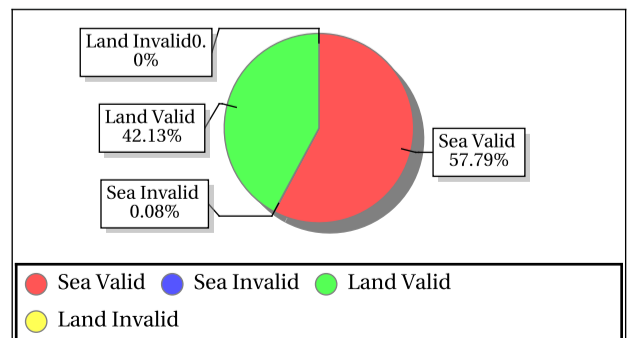 Land Invalid0.
0%
Land Valid
42.13%
Sea Valid
57.79%
Sea Invalid
0.08%
Sea Valid Sea Invalid Land Valid
Land Invalid